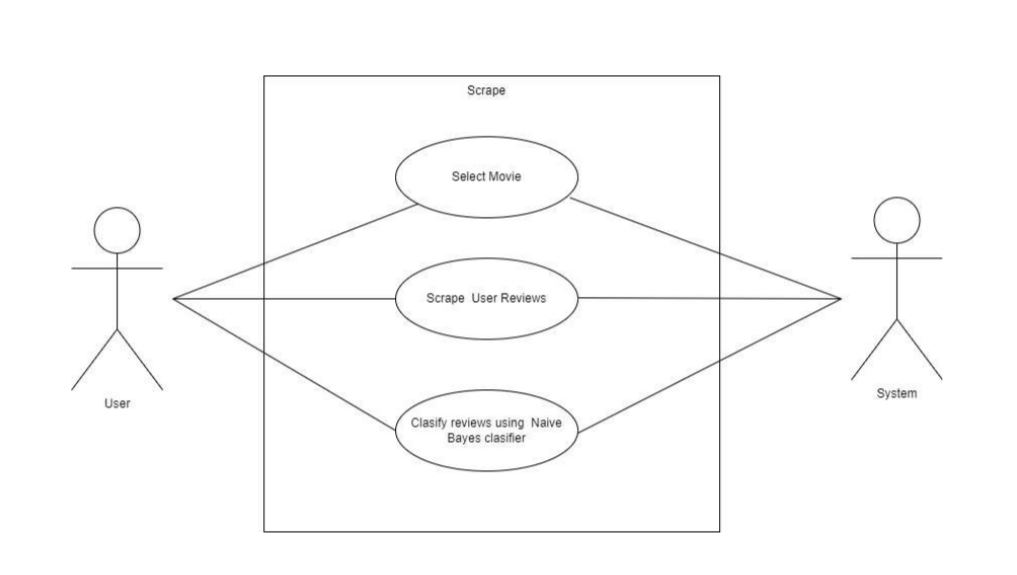 Scrape
Select Movie
Scrape User Reviews
Clasify reviews using Naive
Bayes clasifier
User
System